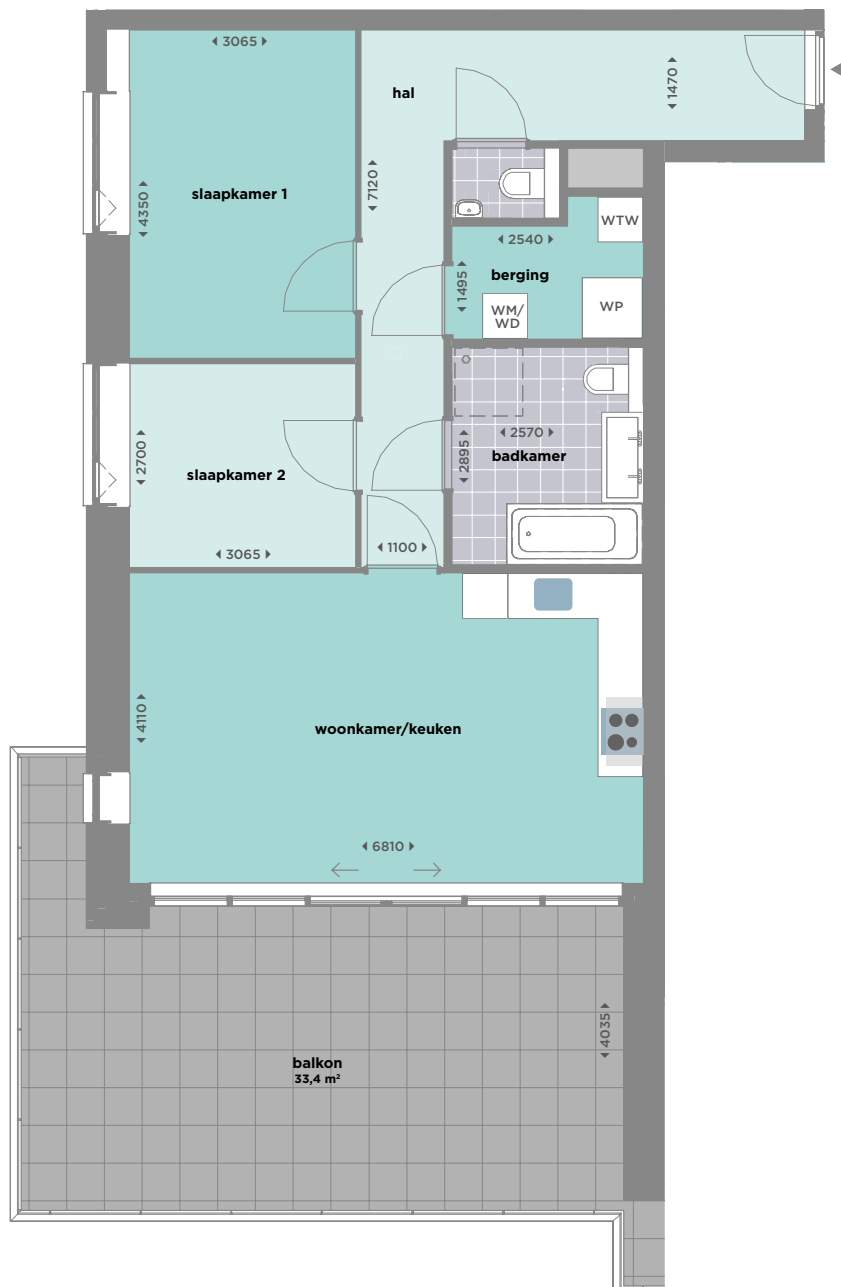 3065
hal
1470
4350
7120
slaapkamer 1
WTW
2540
1495
berging
WM/
WD
WP
2700
slaapkamer 2
2895
2570
badkamer
3065
1100
4110
woonkamer/keuken
6810
4035
balkon
33,4 m²